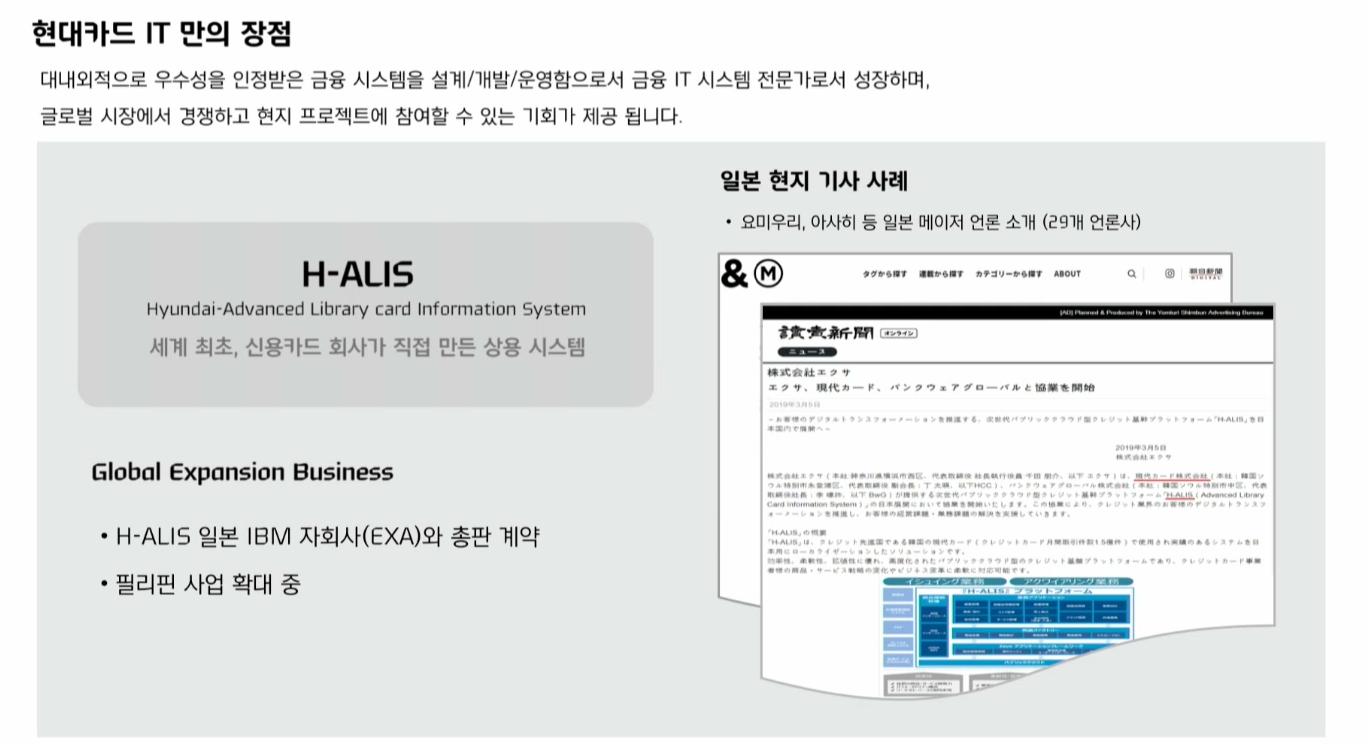 현대카드 IT 만의 장점
대내외적으로 우수성을 인정받은 금융 시스템을 설계/개발/운영함으로서 금융 IT 시스템 전문가로서 성장하며,
글로벌 시장에서 경쟁하고 현지 프로젝트에 참여할 수 있는 기회가 제공 됩니다.
H-ALIS
Hyundai-Advanced Library card Information System
세계 최초, 신용카드 회사가 직접 만든 상용 시스템
Global Expansion Business
• H-ALIS 일본 IBM 자회사(EXA)와 총판 계약
• 필리핀 사업 확대 중
일본 현지 기사 사례
• 요미우리, 아사히 등 일본 메이저 언론 소개 (29개 언론사)
& M
タグから探す 連載から探す カテゴリーから探す ABOUT
朝日新聞
DIGITAL
[AD] Planned & Produced by The Yomiuri Shimbun Advertising Bureau
読売新聞 オンライン
ニュース
株式会社エクサ
エクサ、現代カード、バンクウェアグローバルと協業を開始
2019年3月5日
～お客様のデジタルトランスフォーメーションを推進する、次世代パブリッククラウド型クレジット基幹プラットフォーム「H-ALIS」を日
本国内で展開へ～
2019年3月5日
株式会社エクサ
株式会社エクサ（本社:神奈川県横浜市西区、代表取締役 社長執行役員 千田 朋介、以下 エクサ）は、現代カード株式会社（本社：韓国ソ
ウル特別市永登浦区、代表取締役 副会長：丁 太暎、以下HCC）、バンクウェアグローバル株式会社（本社：韓国ソウル特別市中区、代表
取締役社長：李 、以下 BwG）が提供する次世代パブリッククラウド型クレジット基幹プラットフォーム「H-ALIS（Advanced Library
Card Information System）」の日本展開において協業を開始いたします。この協業により、クレジット業界のお客様のデジタルトランスフ
ォーメーションを推進し、お客様の経営課題・業務課題の解決を支援していきます。
「H-ALIS」の概要
「H-ALIS」は、クレジット先進国である韓国の現代カード（クレジットカード月間取引件数1.5億件）で使用され実績のあるシステムを日
本用にローカライゼーションしたソリューションです。
効率性、柔軟性、拡張性に優れ、高度化されたパブリッククラウド型のクレジット基盤プラットフォームであり、クレジットカード事業
者様の商品・サービス戦略の変化やビジネス変革に柔軟に対応可能です。
イシュイング業務 アクワイアリング業務
『H-ALIS』プラットフォーム